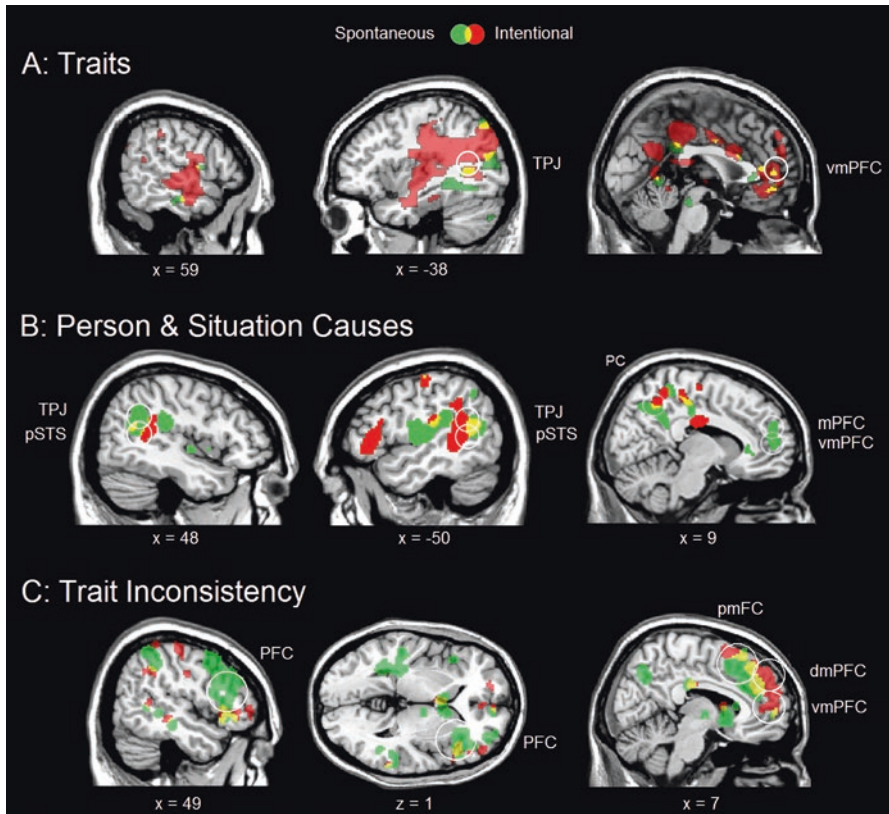 Spontaneous Intentional
A: Traits
TPJ
vmPFC
x = 59
x = -38
B: Person & Situation Causes
PC
TPJ
pSTS
TPJ
pSTS
mPFC
vmPFC
x = 48
x = -50
x = 9
C: Trait Inconsistency
pmFC
PFC
dmPFC
vmPFC
PFC
x = 49
z = 1
x = 7